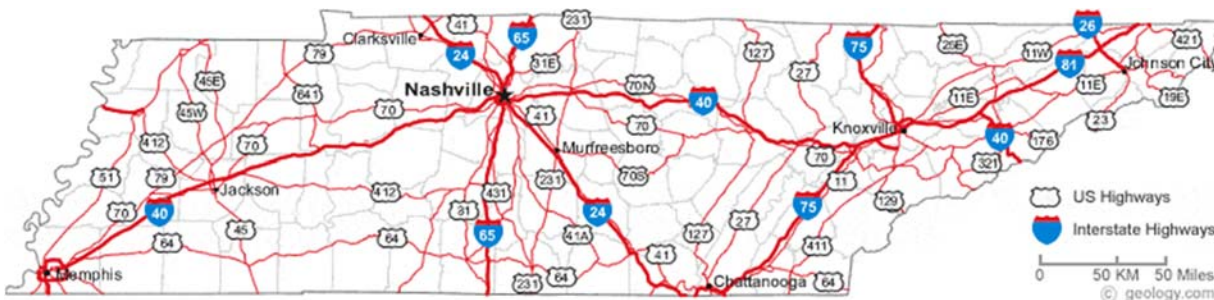 41
65
231
26
Clarksville
24
79
31E
127
75
25E
11W
421
27
81
Johnson City
45E
641
Nashville
70N
40
11E
11E
19E
45W
70
41
70
Knoxville
40
23
412
70
Murfreesboro
70
321
176
51
79
Jackson
412
431
231
70S
11
129
US Highways
70
40
45
31
24
27
75
Interstate Highways
64
64
65
41A
127
411
Memphis
231
64
41
Chattanooga
64
0 50 KM 50 Miles
© geology.com